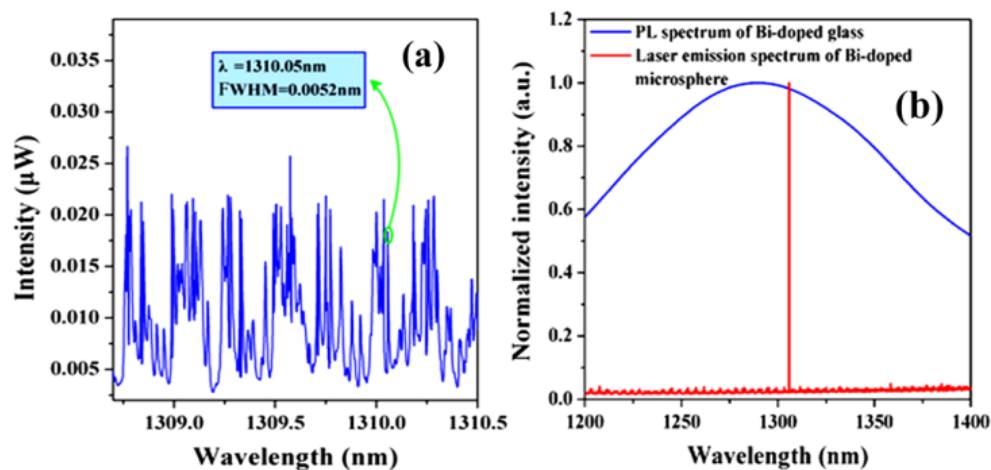 (a)
λ =1310.05nm
FWHM=0.0052nm
Intensity (μW)
0.039
0.035
0.030
0.025
0.020
0.015
0.010
0.005
1309.0 1309.5 1310.0 1310.5
Wavelength (nm)
(b)
PL spectrum of Bi-doped glass
Laser emission spectrum of Bi-doped
microsphere
Normalized intensity (a.u.)
1.0
0.8
0.6
0.4
0.2
0.0
1200 1250 1300 1350 1400
Wavelength (nm)